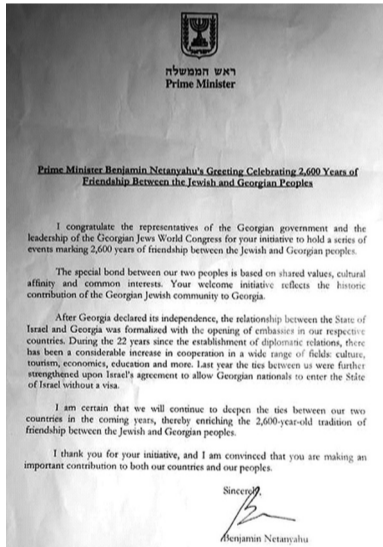 ראש הממשלה
Prime Minister
Prime Minister Benjamin Netanyahu's Greeting Celebrating 2,600 Years of
Friendship Between the Jewish and Georgian Peoples
I congratulate the representatives of the Georgian government and the
leadership of the Georgian Jews World Congress for your initiative to hold a series of
events marking 2,600 years of friendship between the Jewish and Georgian peoples.
The special bond between our two peoples is based on shared values, cultural
affinity and common interests. Your welcome initiative reflects the historic
contribution of the Georgian Jewish community to Georgia.
After Georgia declared its independence, the relationship between the State of
Israel and Georgia was formalized with the opening of embassies in our respective
countries. During the 22 years since the establishment of diplomatic relations, there
has been a considerable increase in cooperation in a wide range of fields: culture,
tourism, economics, education and more. Last year the ties between us were further
strengthened upon Israel's agreement to allow Georgian nationals to enter the State
of Israel without a visa.
I am certain that we will continue to deepen the ties between our two
countries in the coming years, thereby enriching the 2,600-year-old tradition of
friendship between the Jewish and Georgian peoples.
I thank you for your initiative, and I am convinced that you are making an
important contribution to both our countries and our peoples.
Sincerely,
Benjamin Netanyahu